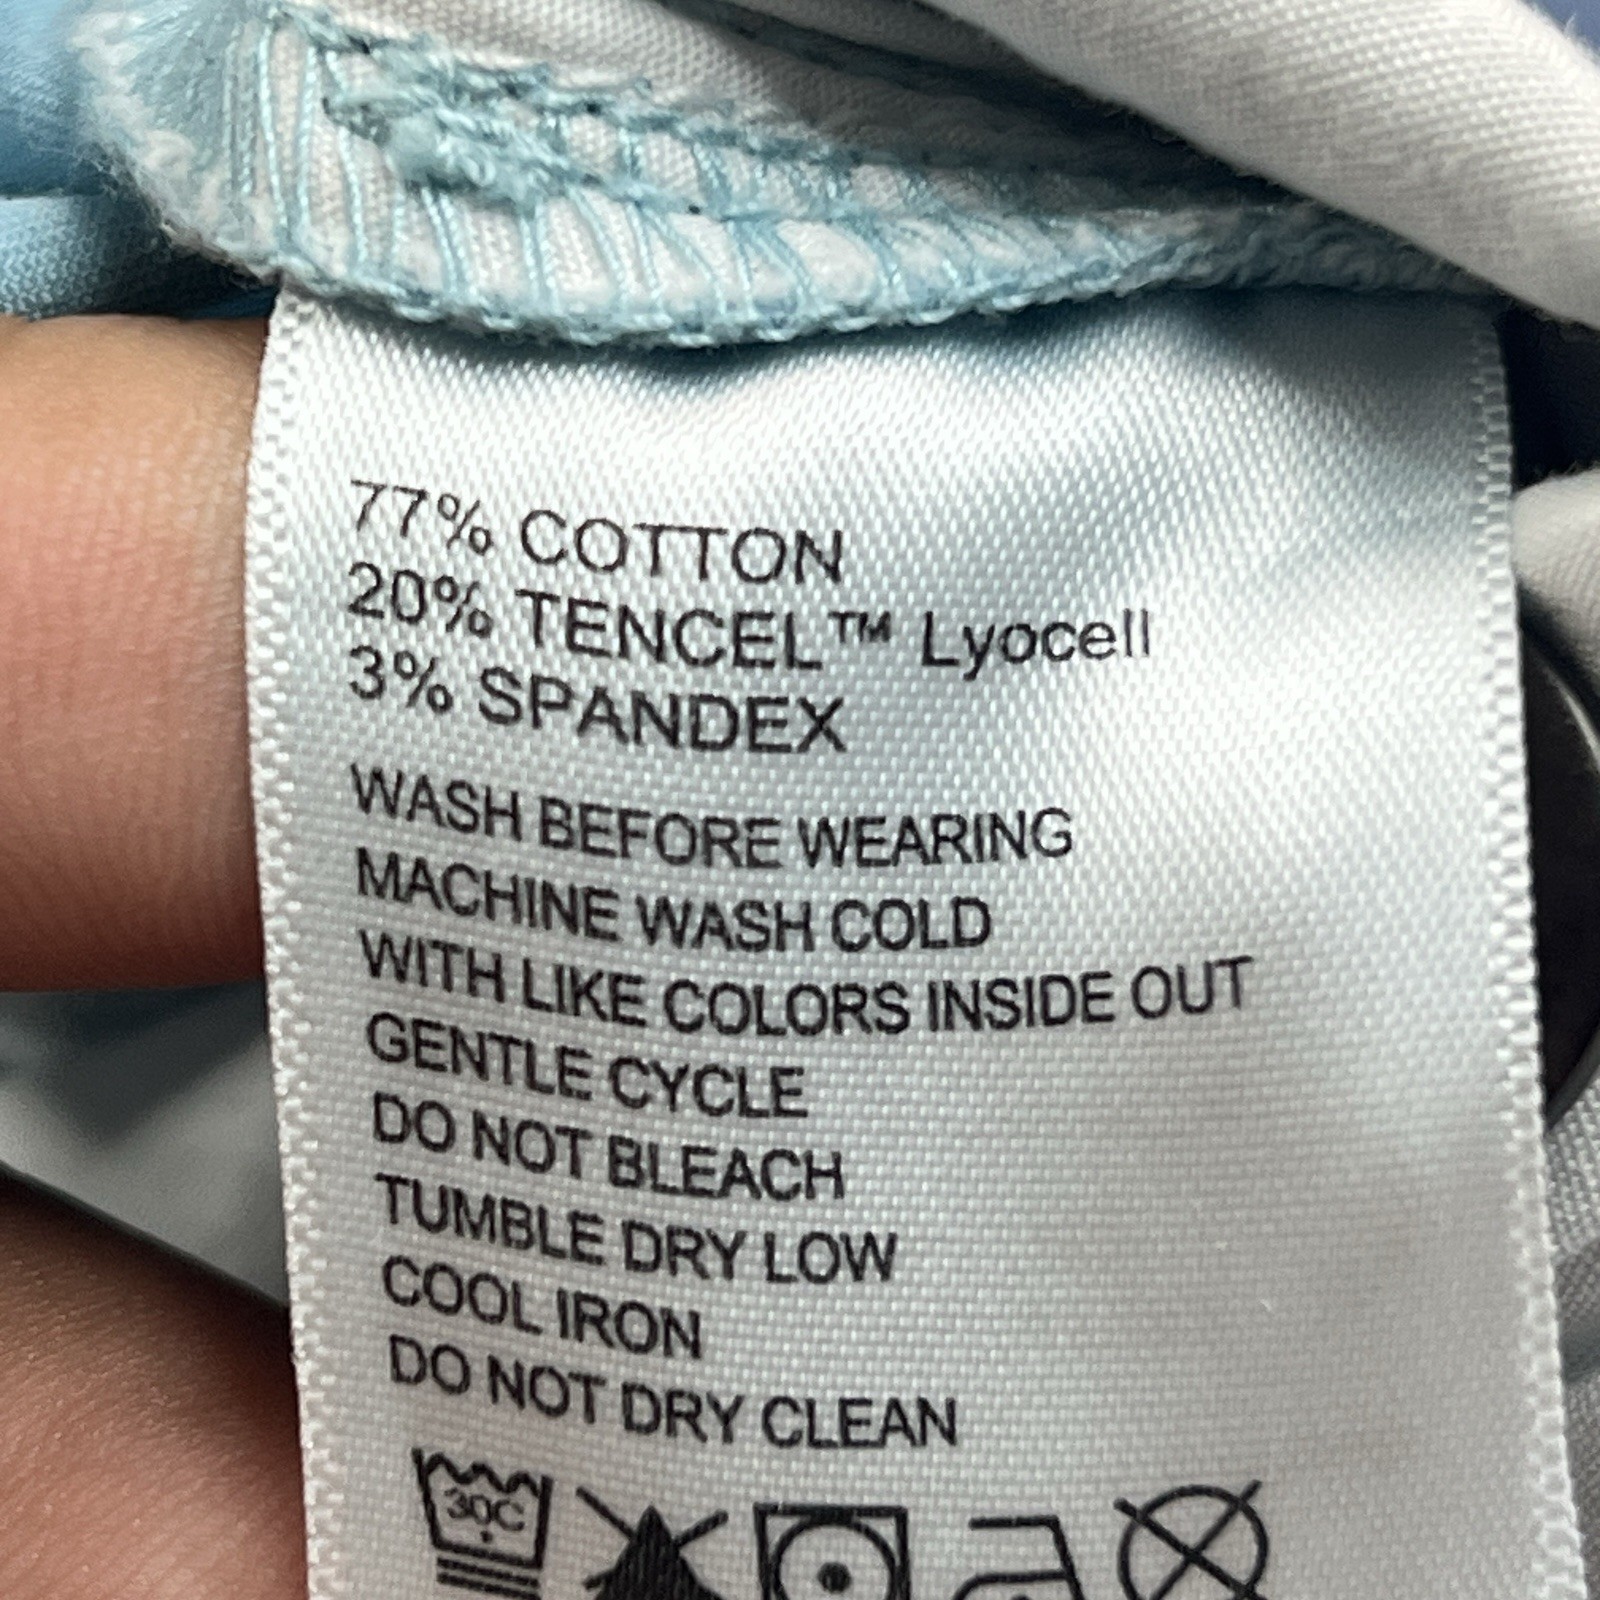 77% COTTON
20% TENCEL™ Lyocell
3% SPANDEX
WASH BEFORE WEARING
MACHINE WASH COLD
WITH LIKE COLORS INSIDE OUT
GENTLE CYCLE
DO NOT BLEACH
TUMBLE DRY LOW
COOL IRON
DO NOT DRY CLEAN
30C